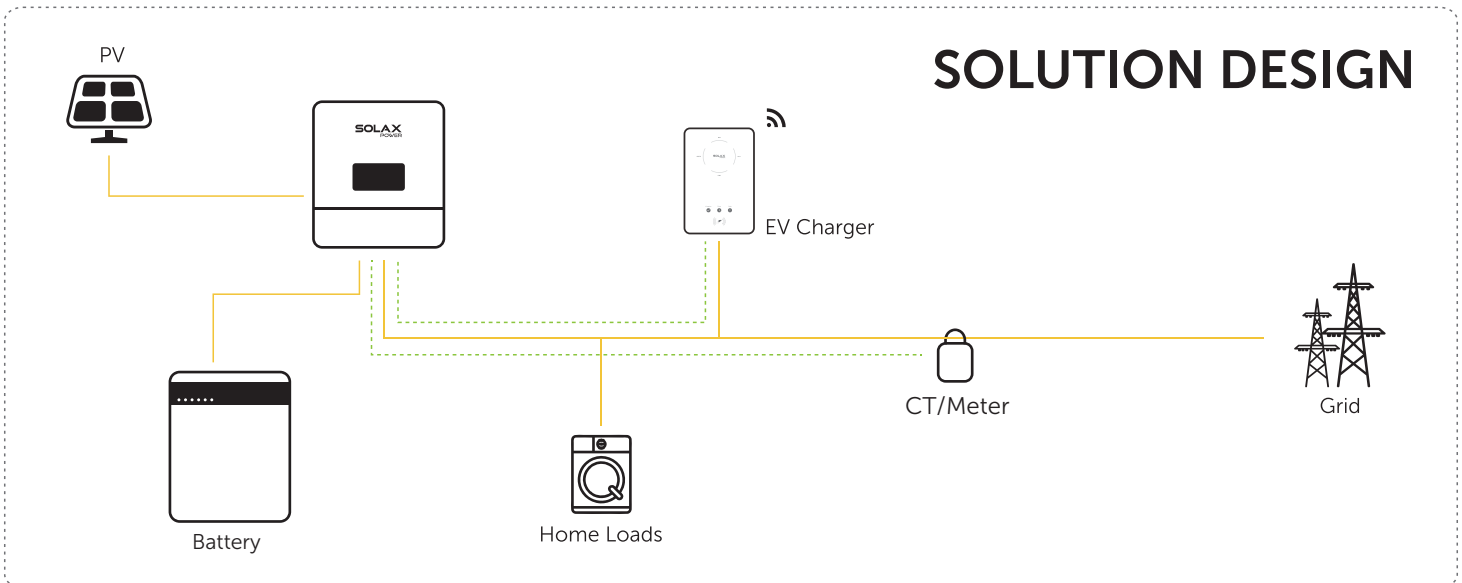 PV
SOLUTION DESIGN
SOLAX
POWER
EV Charger
CT/Meter
Grid
Home Loads
Battery